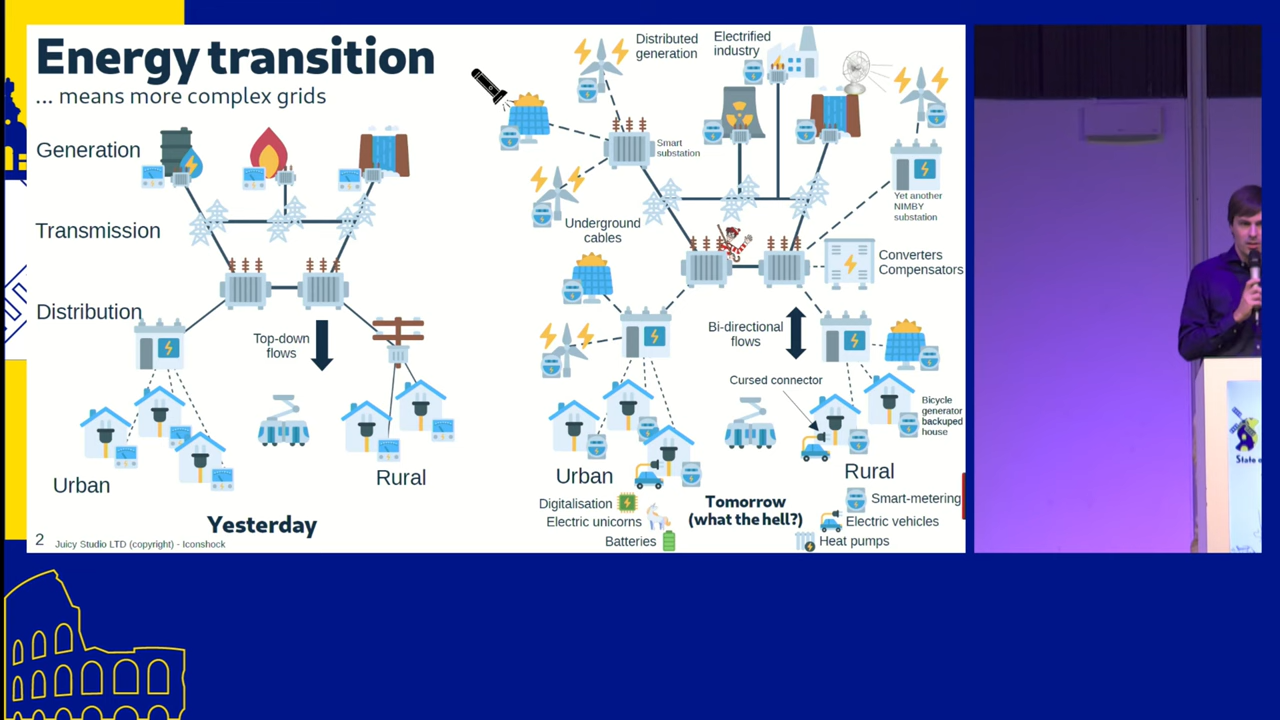 Energy transition
... means more complex grids
Generation
Transmission
Distribution
Top-down
flows
Urban
Rural
Yesterday
2
Juicy Studio LTD (copyright) - Iconshock
Distributed
generation
Electrified
industry
Smart
substation
Yet another
NIMBY
substation
Underground
cables
Converters
Compensators
Bi-directional
flows
Cursed connector
Bicycle
generator
backuped
house
Urban
Rural
Digitalisation
Electric unicorns
Batteries
Tomorrow
(what the hell?)
Smart-metering
Electric vehicles
Heat pumps
State